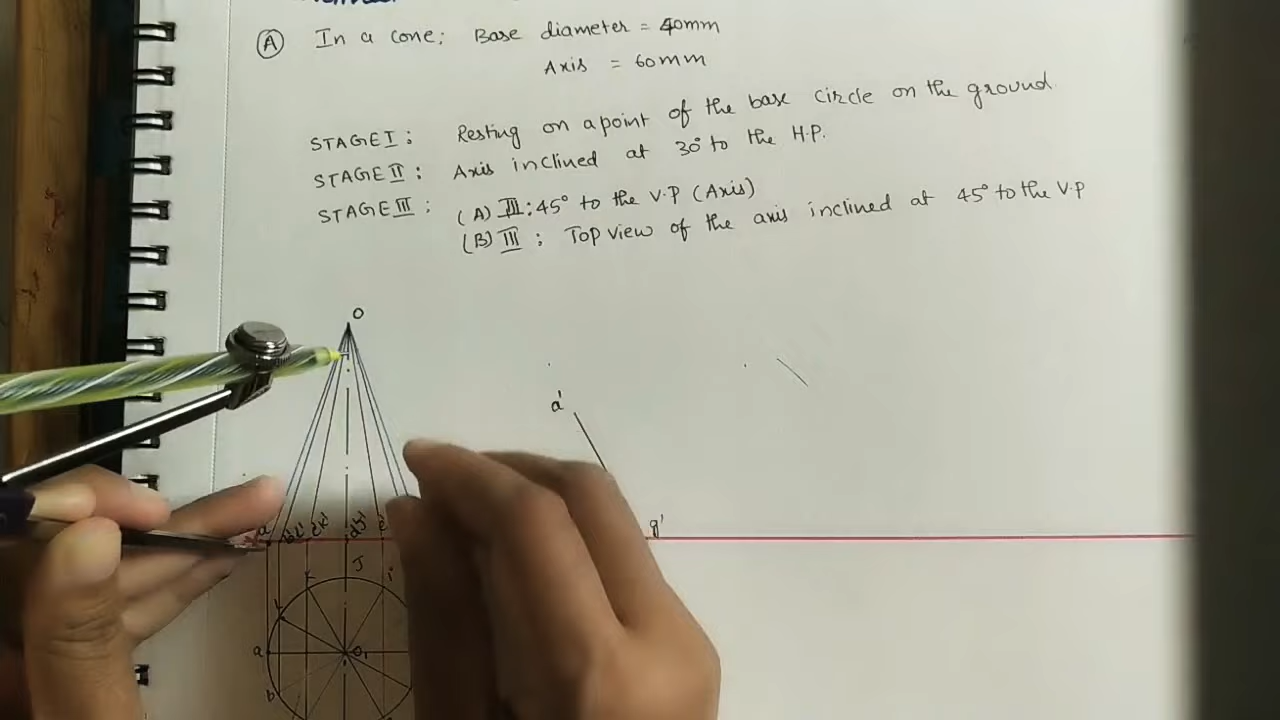 (A) In a cone; Base diameter = 40mm
Axis = 60mm
STAGE I : Resting on a point of the base circle on the ground.
STAGE II : Axis inclined at 30° to the H.P.
STAGE III : (A) III : 45° to the V.P (Axis)
(B) III : Top view of the axis inclined at 45° to the V.P
O
a'
a' b'l' c'k' d'j' e'
g'
J
K i
L
a O₁
b